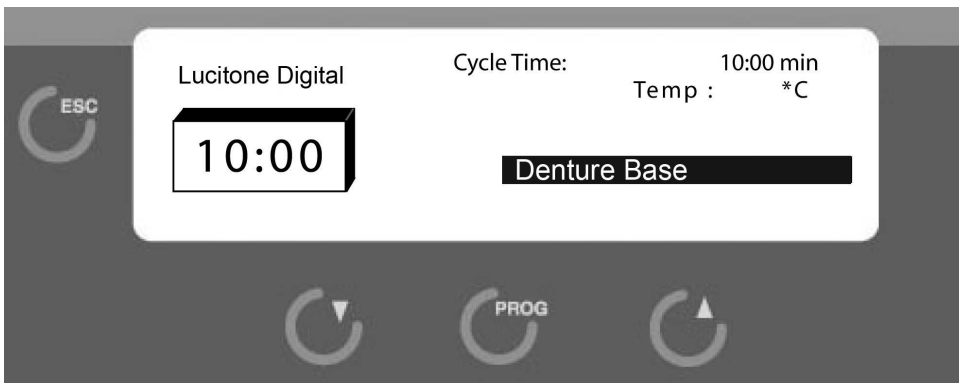 ESC
Lucitone Digital
10:00
Cycle Time: 10:00 min
Temp : *C
Denture Base
PROG